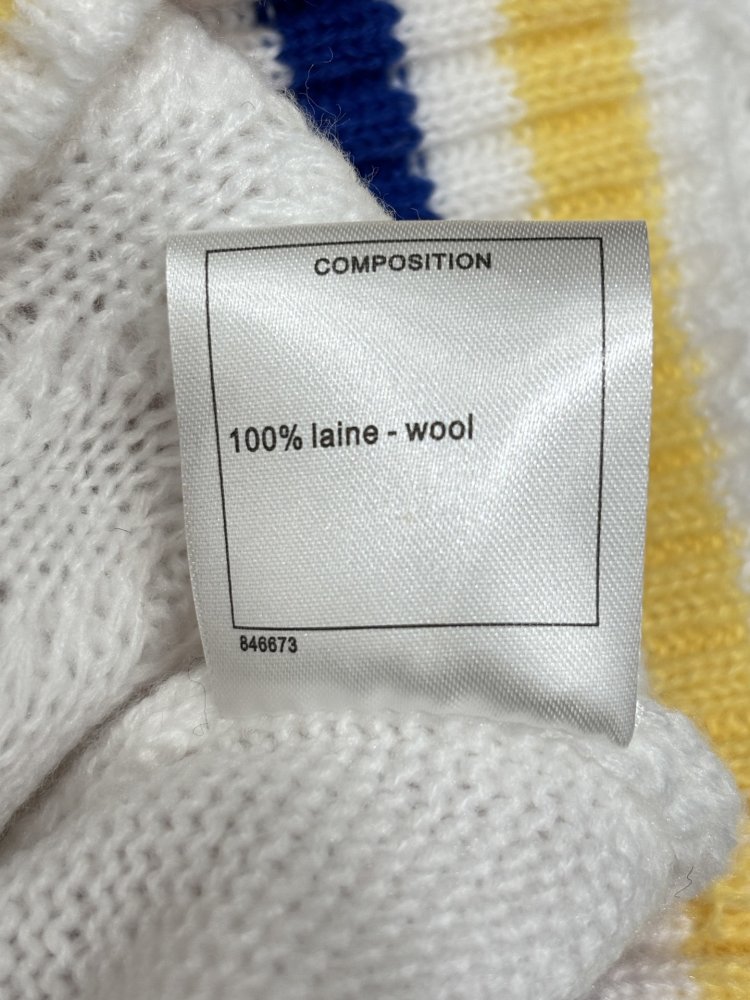 COMPOSITION
100% laine - wool
846673